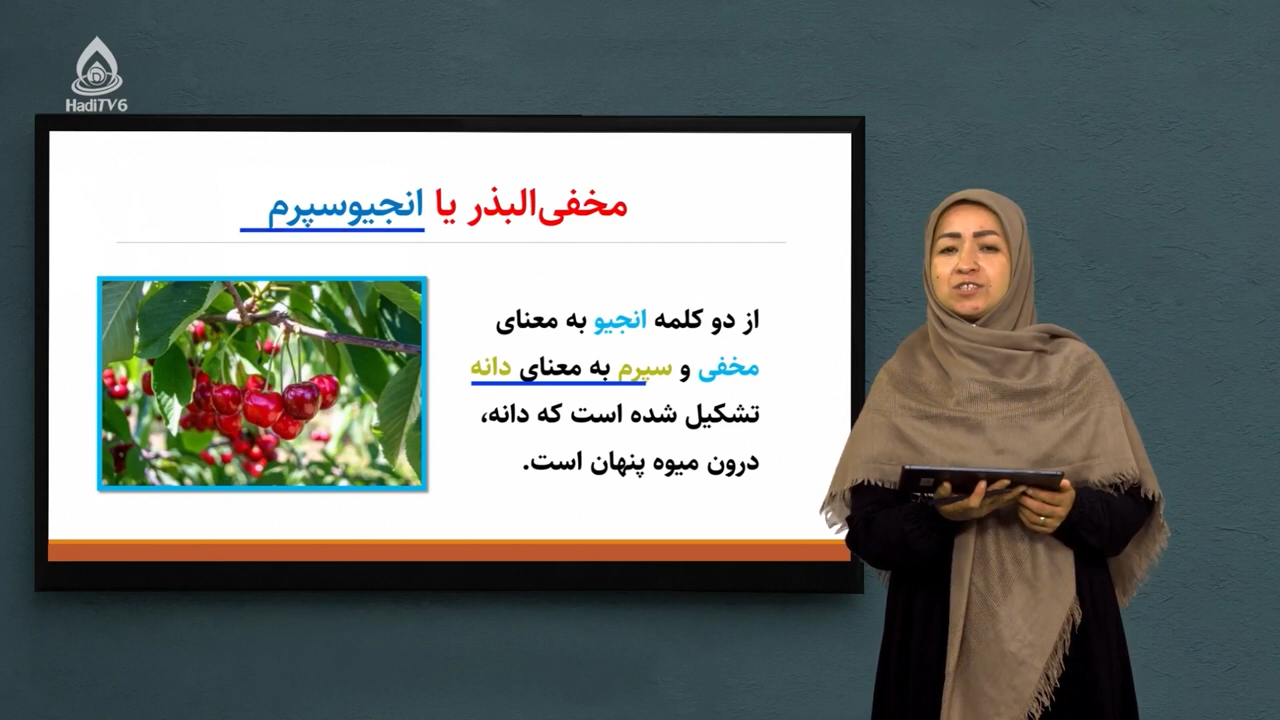 HadiTV6
مخفی‌البذر یا انجیوسپرم
از دو کلمه انجیو به معنای
مخفی و سپرم به معنای دانه
تشکیل شده است که دانه،
درون میوه پنهان است.